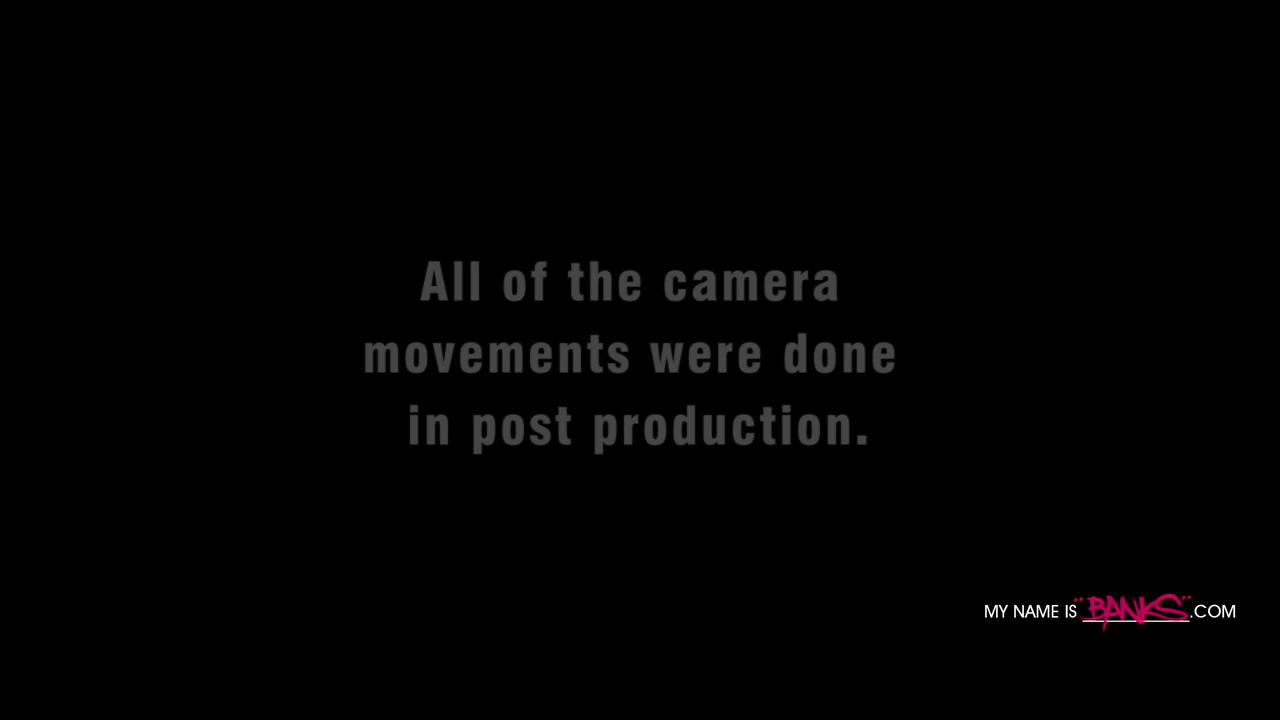 All of the camera
movements were done
in post production.
MY NAME IS "BANKS".COM